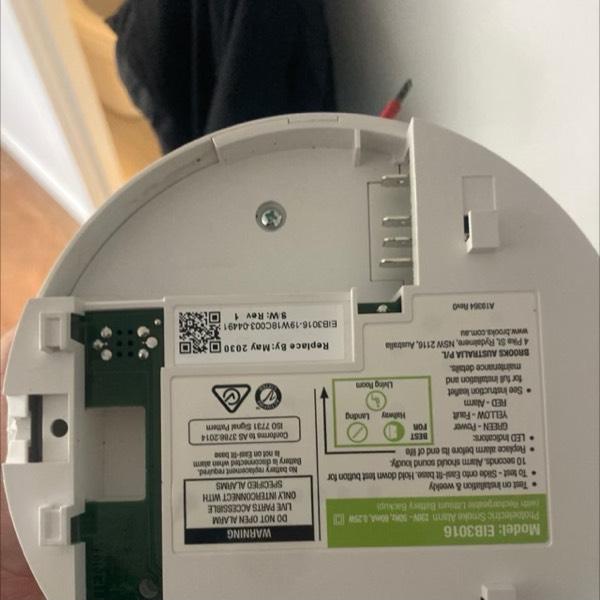 Model: EIB3016
Photoelectric Smoke Alarm - 230V~ 50Hz, 60mA, 0.25W
(with Rechargeable Lithium Battery Backup)
• Test on Installation & weekly
• To test - Slide onto Easi-fit base. Hold down test button for
10 seconds. Alarm should sound loudly.
• Replace alarm before its end of life
• LED Indicators:
GREEN - Power
YELLOW - Fault
RED - Alarm
• See instruction leaflet
for full installation and
maintenance details.
BROOKS AUSTRALIA P/L
4 Pike St, Rydalmere, NSW 2116, Australia
www.brooks.com.au
A19364 Rev0
BEST
FOR
Hallway
Landing
Living Room
WARNING
DO NOT OPEN ALARM
LIVE PARTS ACCESSIBLE
ONLY INTERCONNECT WITH
SPECIFIED ALARMS
No battery replacement required.
Battery is disconnected when alarm
is not on Easi-fit base
Conforms to AS 3786:2014
ISO 7731 Signal Pattern
Replace By: May 2030
EIB3016-19V18C003-04491
S.W: Rev 1